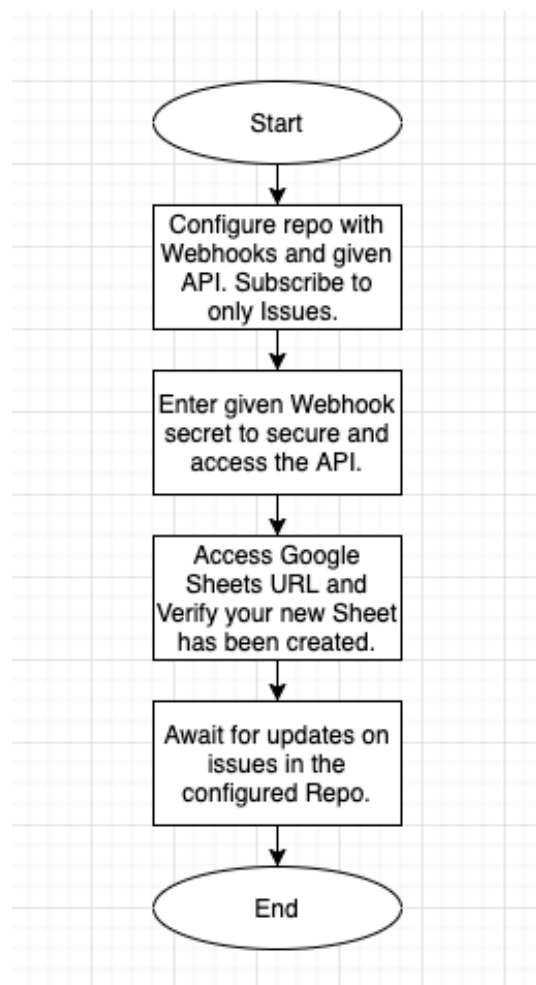 Start
Configure repo with
Webhooks and given
API. Subscribe to
only Issues.
Enter given Webhook
secret to secure and
access the API.
Access Google
Sheets URL and
Verify your new Sheet
has been created.
Await for updates on
issues in the
configured Repo.
End